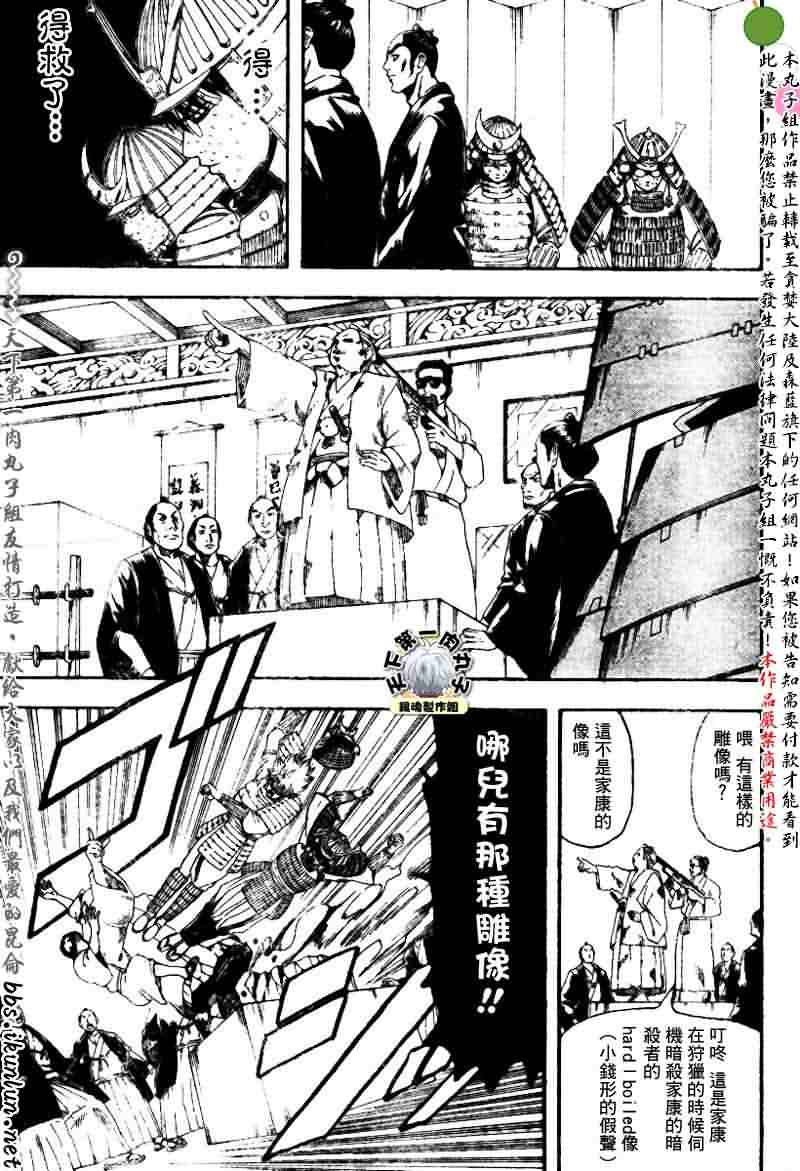 得
得救了…
喂 有這樣的
雕像嗎？
這不是家康的
像嗎
叮咚 這是家康
在狩獵的時候伺
機暗殺家康的暗
殺者的
hard-boiled像
（小錢形的假聲）
哪兒有那種雕像!!
天下第一肉丸子
銀魂製作組
本丸子組作品禁止轉載至貪婪大陸及森藍旗下的任何網站！如果您被告知需要付款才能看到
此漫畫，那麼您被騙了。若發生任何法律問題本丸子組一慨不負責！本作品嚴禁商業用途。
天下第一肉丸子組友情打造。獻給大家以及我們最愛的昆侖 bbs.ikunlun.net